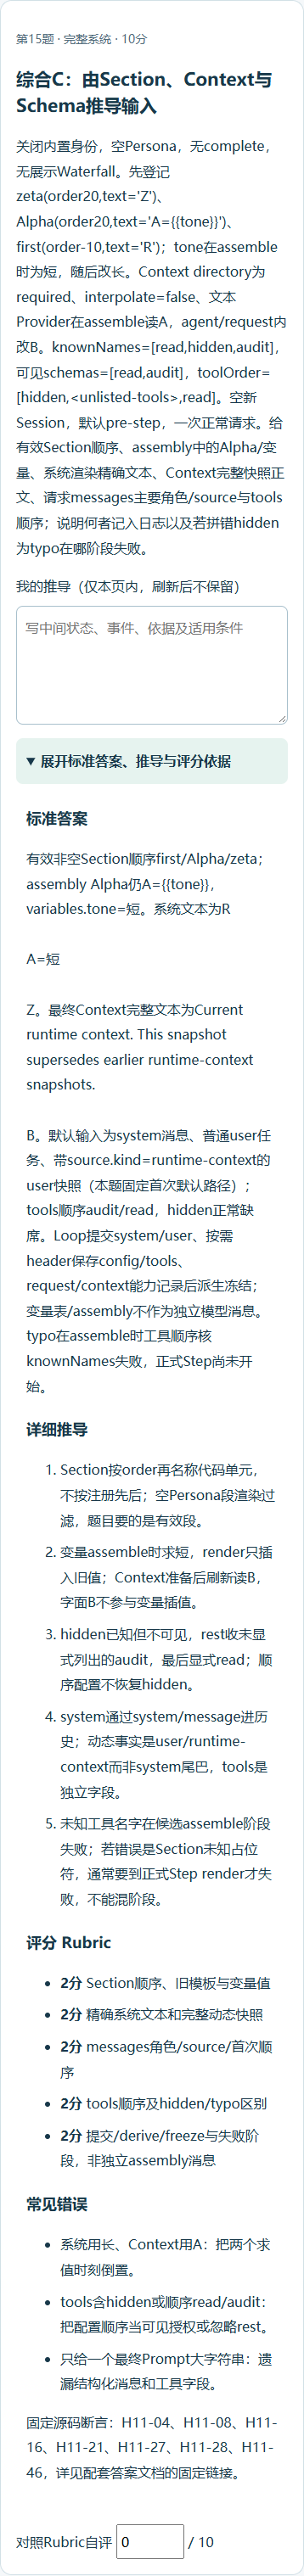 第15题 · 完整系统 · 10分
综合C：由Section、Context与
Schema推导输入
关闭内置身份，空Persona，无complete，
无展示Waterfall。先登记
zeta(order20,text='Z')、
Alpha(order20,text='A={{tone}}')、
first(order-10,text='R')；tone在assemble
时为短，随后改长。Context directory为
required、interpolate=false、文本
Provider在assemble读A，agent/request内
改B。knownNames=[read,hidden,audit]，
可见schemas=[read,audit]，toolOrder=
[hidden,<unlisted-tools>,read]。空新
Session，默认pre-step，一次正常请求。给
有效Section顺序、assembly中的Alpha/变
量、系统渲染精确文本、Context完整快照正
文、请求messages主要角色/source与tools
顺序；说明何者记入日志以及若拼错hidden
为typo在哪阶段失败。
我的推导（仅本页内，刷新后不保留）
写中间状态、事件、依据及适用条件
▼ 展开标准答案、推导与评分依据
标准答案
有效非空Section顺序first/Alpha/zeta；
assembly Alpha仍A={{tone}}，
variables.tone=短。系统文本为R
A=短
Z。最终Context完整文本为Current
runtime context. This snapshot
supersedes earlier runtime-context
snapshots.
B。默认输入为system消息、普通user任
务、带source.kind=runtime-context的
user快照（本题固定首次默认路径）；
tools顺序audit/read，hidden正常缺
席。Loop提交system/user、按需
header保存config/tools、
request/context能力记录后派生冻结；
变量表/assembly不作为独立模型消息。
typo在assemble时工具顺序核
knownNames失败，正式Step尚未开
始。
详细推导
1. Section按order再名称代码单元，
不按注册先后；空Persona段渲染过
滤，题目要的是有效段。
2. 变量assemble时求短，render只插
入旧值；Context准备后刷新读B，
字面B不参与变量插值。
3. hidden已知但不可见，rest收未显
式列出的audit，最后显式read；顺
序配置不恢复hidden。
4. system通过system/message进历
史；动态事实是user/runtime-
context而非system尾巴，tools是
独立字段。
5. 未知工具名字在候选assemble阶段
失败；若错误是Section未知占位
符，通常要到正式Step render才失
败，不能混阶段。
评分 Rubric
• 2分 Section顺序、旧模板与变量值
• 2分 精确系统文本和完整动态快照
• 2分 messages角色/source/首次顺
序
• 2分 tools顺序及hidden/typo区别
• 2分 提交/derive/freeze与失败阶
段，非独立assembly消息
常见错误
• 系统用长、Context用A：把两个求
值时刻倒置。
• tools含hidden或顺序read/audit：
把配置顺序当可见授权或忽略rest。
• 只给一个最终Prompt大字符串：遗
漏结构化消息和工具字段。
固定源码断言：H11-04、H11-08、H11-
16、H11-21、H11-27、H11-28、H11-
46，详见配套答案文档的固定链接。
对照Rubric自评 0 / 10